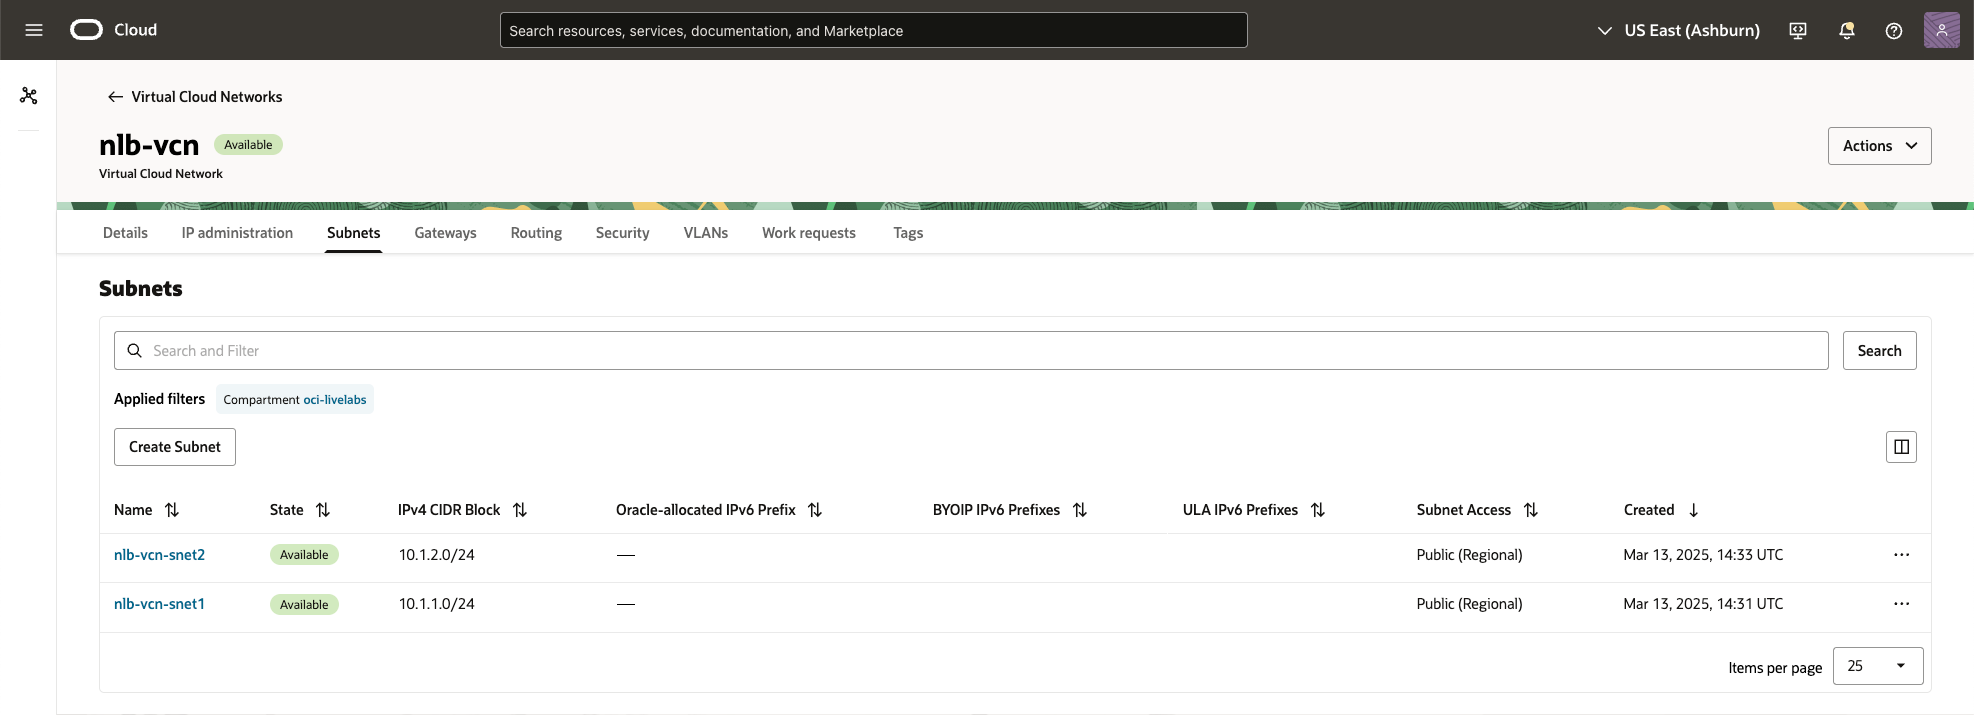 Cloud
Search resources, services, documentation, and Marketplace
US East (Ashburn)
Virtual Cloud Networks
nlb-vcn Available
Virtual Cloud Network
Actions
Details IP administration Subnets Gateways Routing Security VLANs Work requests Tags
Subnets
Search and Filter
Search
Applied filters Compartment oci-livelabs
Create Subnet
Name State IPv4 CIDR Block Oracle-allocated IPv6 Prefix BYOIP IPv6 Prefixes ULA IPv6 Prefixes Subnet Access Created
nlb-vcn-snet2 Available 10.1.2.0/24 — Public (Regional) Mar 13, 2025, 14:33 UTC ...
nlb-vcn-snet1 Available 10.1.1.0/24 — Public (Regional) Mar 13, 2025, 14:31 UTC ...
Items per page 25